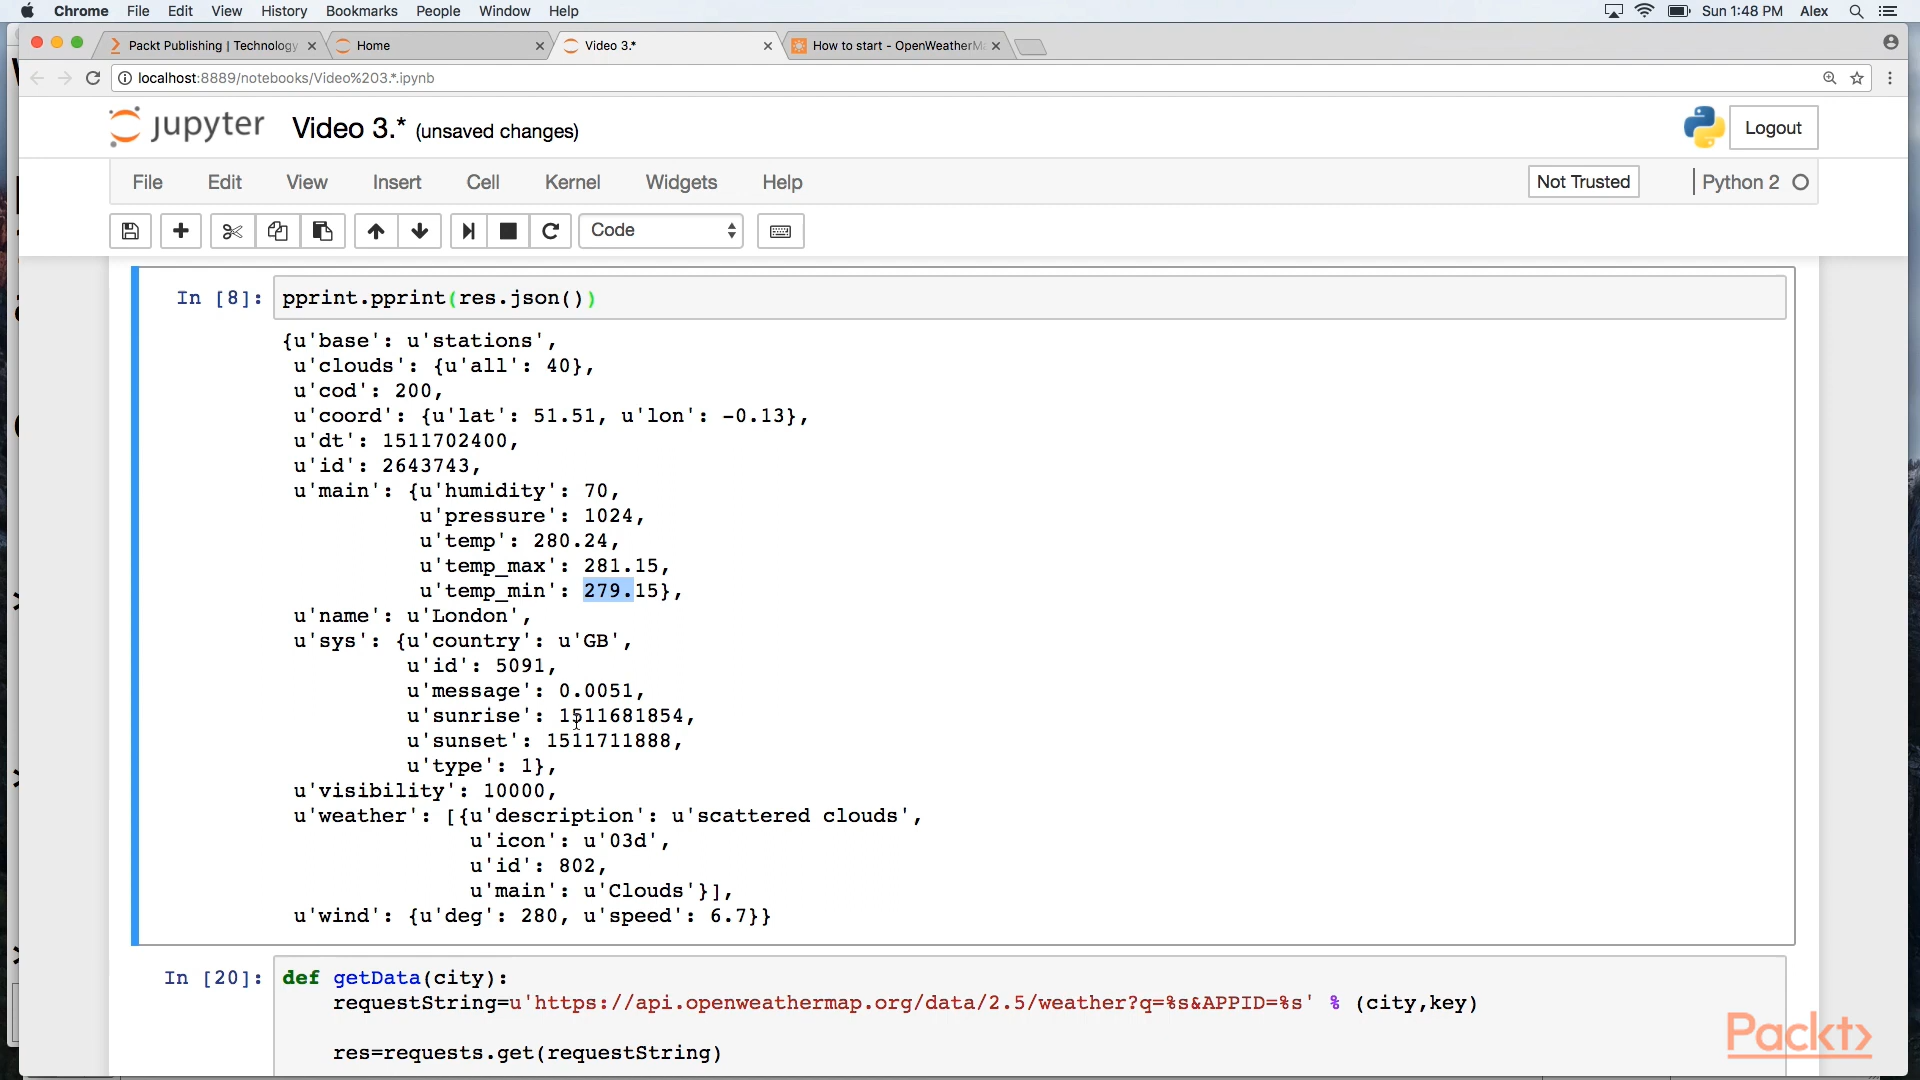 Chrome File Edit View History Bookmarks People Window Help Sun 1:48 PM Alex
Packt Publishing | Technology Home Video 3.* How to start - OpenWeatherMa
localhost:8889/notebooks/Video%203.*.ipynb
jupyter Video 3.* (unsaved changes) Logout
File Edit View Insert Cell Kernel Widgets Help Not Trusted Python 2
Code
In [8]: pprint.pprint(res.json())
{u'base': u'stations',
u'clouds': {u'all': 40},
u'cod': 200,
u'coord': {u'lat': 51.51, u'lon': -0.13},
u'dt': 1511702400,
u'id': 2643743,
u'main': {u'humidity': 70,
u'pressure': 1024,
u'temp': 280.24,
u'temp_max': 281.15,
u'temp_min': 279.15},
u'name': u'London',
u'sys': {u'country': u'GB',
u'id': 5091,
u'message': 0.0051,
u'sunrise': 1511681854,
u'sunset': 1511711888,
u'type': 1},
u'visibility': 10000,
u'weather': [{u'description': u'scattered clouds',
u'icon': u'03d',
u'id': 802,
u'main': u'Clouds'}],
u'wind': {u'deg': 280, u'speed': 6.7}}
In [20]: def getData(city):
requestString=u'https://api.openweathermap.org/data/2.5/weather?q=%s&APPID=%s' % (city,key)
res=requests.get(requestString)
Packt>